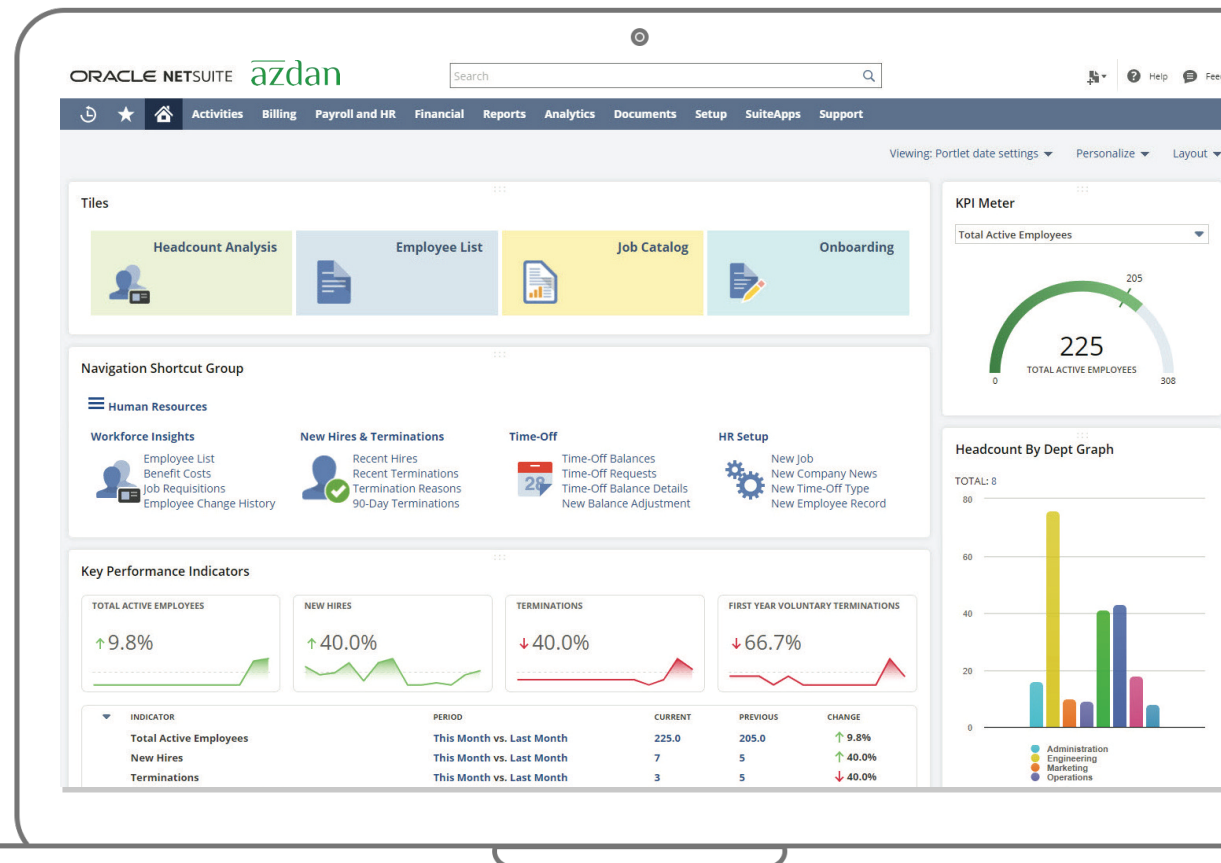 ORACLE NETSUITE azdan
Search
Help
Activities Billing Payroll and HR Financial Reports Analytics Documents Setup SuiteApps Support
Viewing: Portlet date settings Personalize Layout
Tiles
Headcount Analysis
Employee List
Job Catalog
Onboarding
Navigation Shortcut Group
Human Resources
Workforce Insights
Employee List
Benefit Costs
Job Requisitions
Employee Change History
New Hires & Terminations
Recent Hires
Recent Terminations
Termination Reasons
90-Day Terminations
Time-Off
28
Time-Off Balances
Time-Off Requests
Time-Off Balance Details
New Balance Adjustment
HR Setup
New Job
New Company News
New Time-Off Type
New Employee Record
Key Performance Indicators
TOTAL ACTIVE EMPLOYEES
9.8%
NEW HIRES
40.0%
TERMINATIONS
40.0%
FIRST YEAR VOLUNTARY TERMINATIONS
66.7%
INDICATOR PERIOD CURRENT PREVIOUS CHANGE
Total Active Employees This Month vs. Last Month 225.0 205.0 9.8%
New Hires This Month vs. Last Month 7 5 40.0%
Terminations This Month vs. Last Month 3 5 40.0%
KPI Meter
Total Active Employees
205
225
TOTAL ACTIVE EMPLOYEES
0
308
Headcount By Dept Graph
TOTAL: 8
80
60
40
20
0
Administration
Engineering
Marketing
Operations